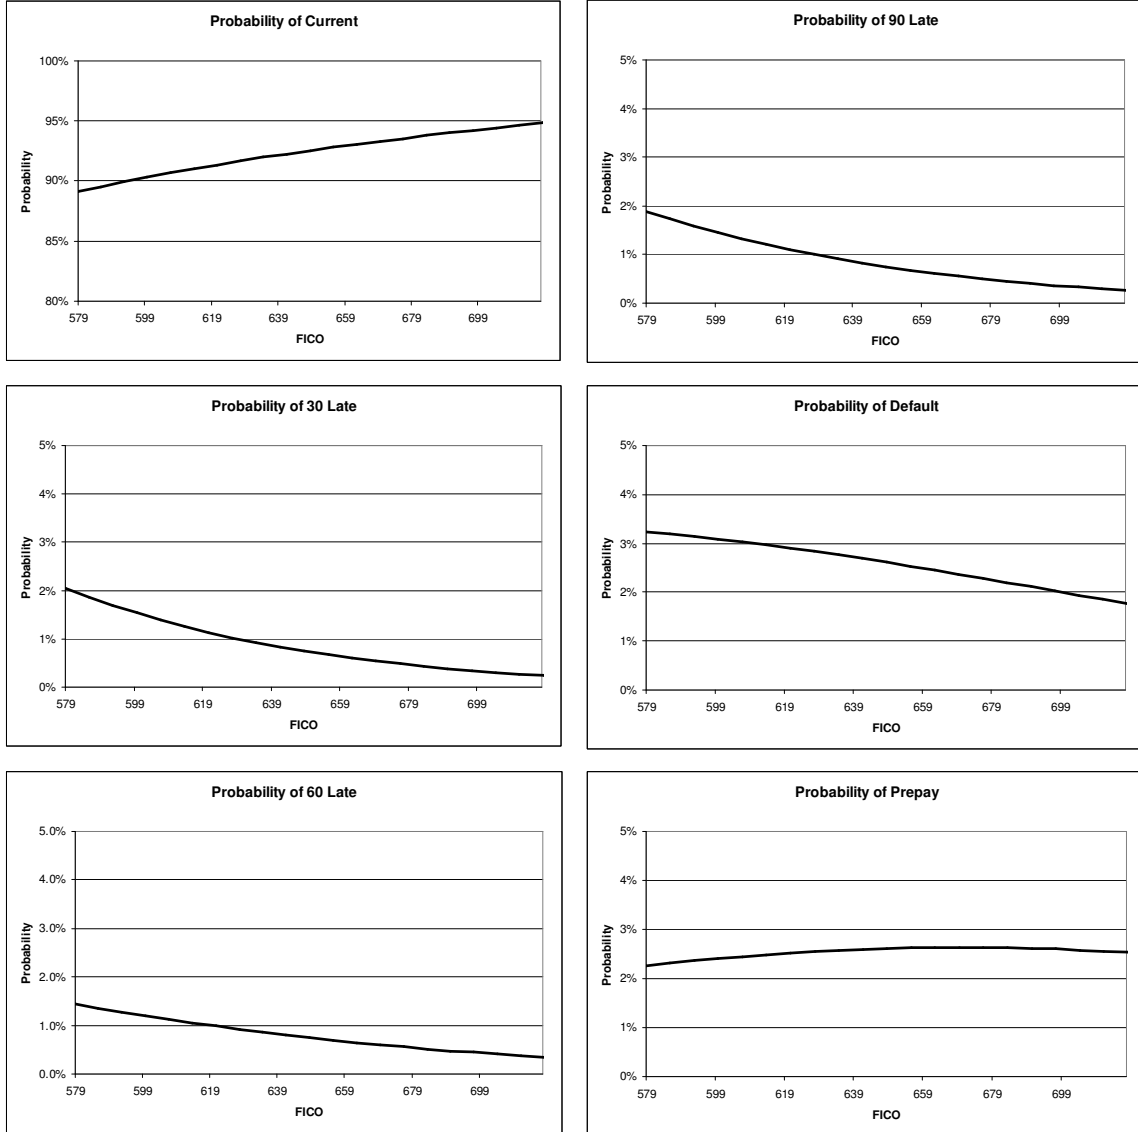 Probability of Current
100%
95%
90%
85%
80%
Probability
579 599 619 639 659 679 699
FICO
Probability of 90 Late
5%
4%
3%
2%
1%
0%
Probability
579 599 619 639 659 679 699
FICO
Probability of 30 Late
5%
4%
3%
2%
1%
0%
Probability
579 599 619 639 659 679 699
FICO
Probability of Default
5%
4%
3%
2%
1%
0%
Probability
579 599 619 639 659 679 699
FICO
Probability of 60 Late
5.0%
4.0%
3.0%
2.0%
1.0%
0.0%
Probability
579 599 619 639 659 679 699
FICO
Probability of Prepay
5%
4%
3%
2%
1%
0%
Probability
579 599 619 639 659 679 699
FICO